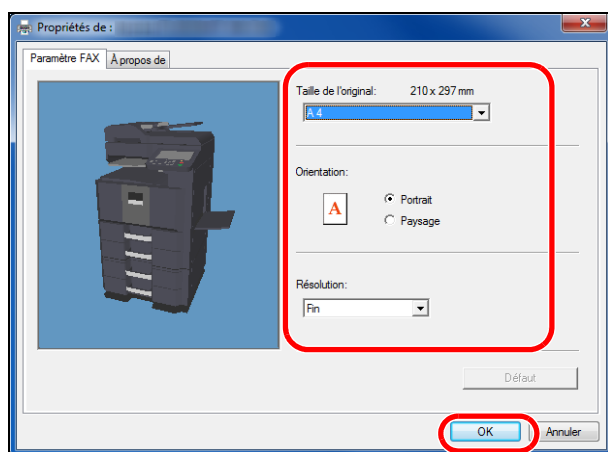 Propriétés de :
Paramètre FAX
À propos de
Taille de l'original: 210 x 297 mm
A4
Orientation:
A
Portrait
Paysage
Résolution:
Fin
Défaut
OK
Annuler